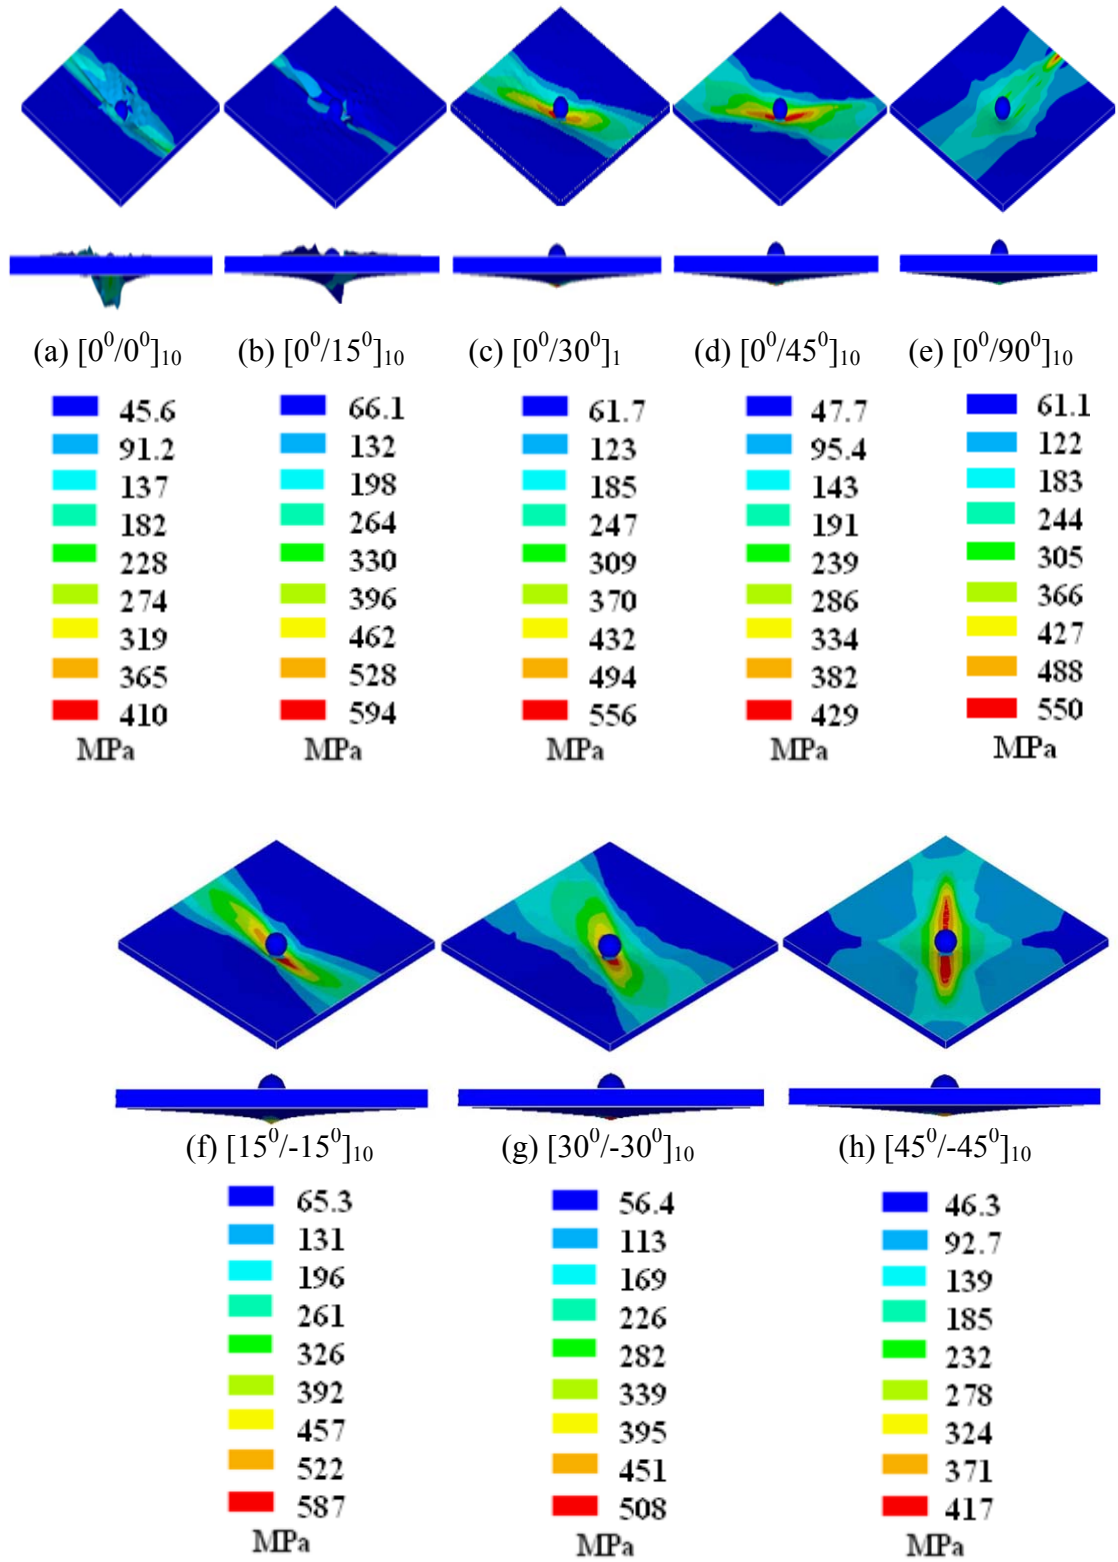 (a) [0⁰/0⁰]₁₀ (b) [0⁰/15⁰]₁₀ (c) [0⁰/30⁰]₁ (d) [0⁰/45⁰]₁₀ (e) [0⁰/90⁰]₁₀
45.6 66.1 61.7 47.7 61.1
91.2 132 123 95.4 122
137 198 185 143 183
182 264 247 191 244
228 330 309 239 305
274 396 370 286 366
319 462 432 334 427
365 528 494 382 488
410 594 556 429 550
MPa MPa MPa MPa MPa
(f) [15⁰/-15⁰]₁₀ (g) [30⁰/-30⁰]₁₀ (h) [45⁰/-45⁰]₁₀
65.3 56.4 46.3
131 113 92.7
196 169 139
261 226 185
326 282 232
392 339 278
457 395 324
522 451 371
587 508 417
MPa MPa MPa